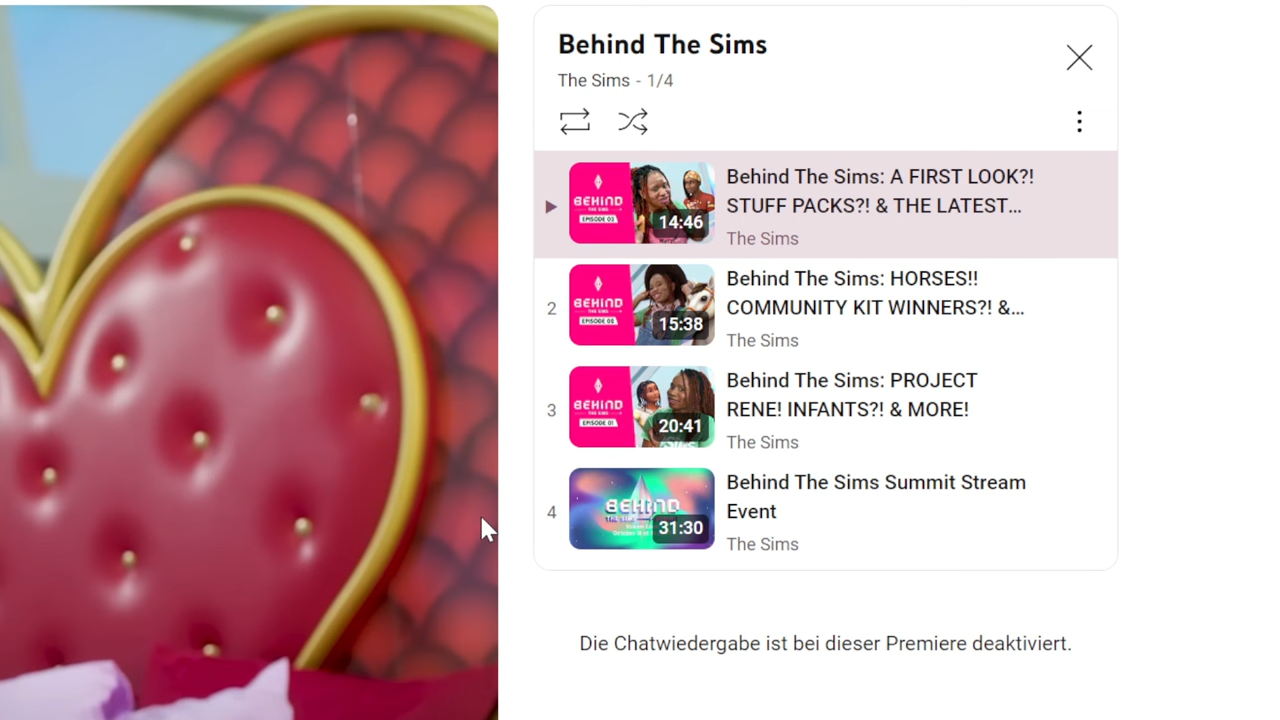 Behind The Sims
The Sims - 1/4
BEHIND
THE SIMS
EPISODE 03
14:46
Behind The Sims: A FIRST LOOK?!
STUFF PACKS?! & THE LATEST...
The Sims
2
BEHIND
THE SIMS
15:38
Behind The Sims: HORSES!!
COMMUNITY KIT WINNERS?! &...
The Sims
3
BEHIND
THE SIMS
EPISODE 01
20:41
Behind The Sims: PROJECT
RENE! INFANTS?! & MORE!
The Sims
4
BEHIND
The Sims
31:30
Behind The Sims Summit Stream
Event
The Sims
Die Chatwiedergabe ist bei dieser Premiere deaktiviert.